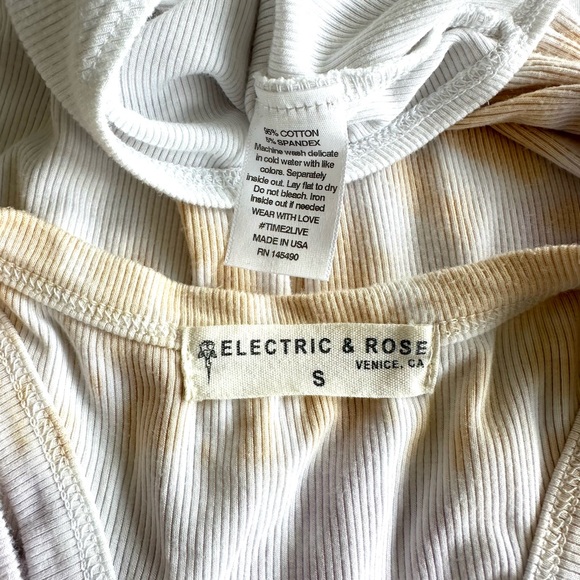 95% COTTON
5% SPANDEX
Machine wash delicate
in cold water with like
colors. Separately
inside out. Lay flat to dry
Do not bleach. Iron
inside out if needed
WEAR WITH LOVE
#TIME2LIVE
MADE IN USA
RN 145490
ELECTRIC & ROSE
VENICE, CA
S